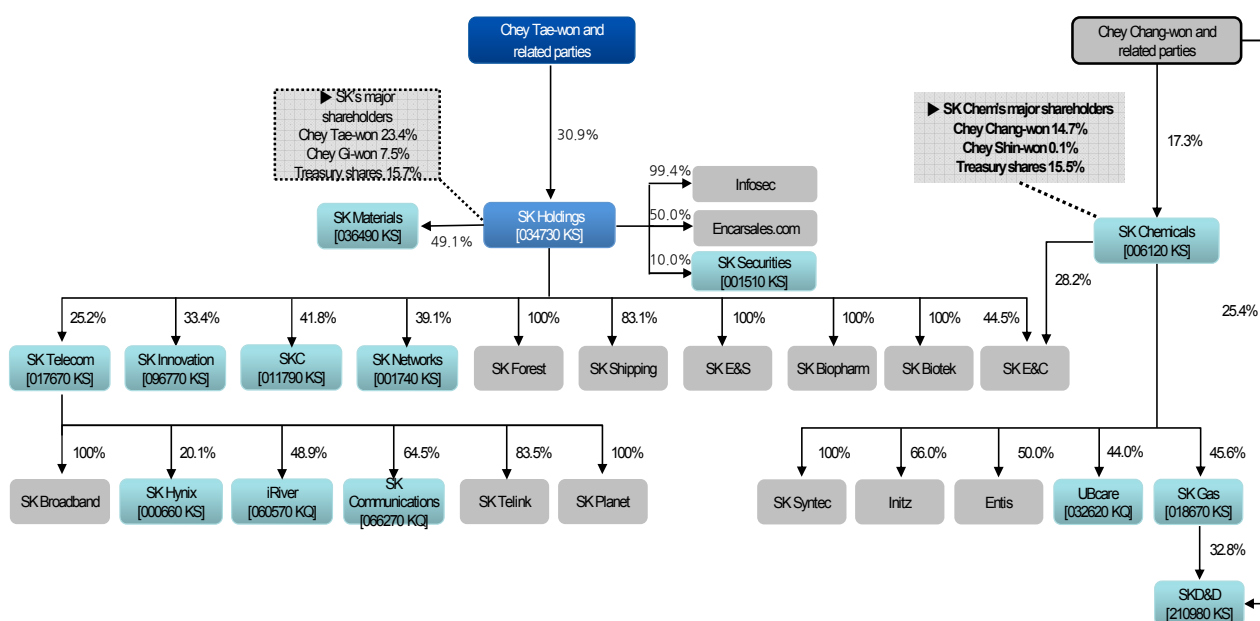 Chey Tae-won and
related parties
Chey Chang-won and
related parties
▶ SK's major
shareholders
Chey Tae-won 23.4%
Chey Gi-won 7.5%
Treasury shares 15.7%
30.9%
▶ SK Chem's major shareholders
Chey Chang-won 14.7%
Chey Shin-won 0.1%
Treasury shares 15.5%
17.3%
99.4%
Infosec
SK Materials
[036490 KS]
49.1%
SK Holdings
[034730 KS]
50.0%
Encarsales.com
10.0%
SK Securities
[001510 KS]
SK Chemicals
[006120 KS]
28.2%
25.4%
25.2%
33.4%
41.8%
39.1%
100%
83.1%
100%
100%
100%
44.5%
SK Telecom
[017670 KS]
SK Innovation
[096770 KS]
SKC
[011790 KS]
SK Networks
[001740 KS]
SK Forest
SK Shipping
SK E&S
SK Biopharm
SK Biotek
SK E&C
100%
20.1%
48.9%
64.5%
83.5%
100%
100%
66.0%
50.0%
44.0%
45.6%
SK Broadband
SK Hynix
[000660 KS]
iRiver
[060570 KQ]
SK
Communications
[066270 KQ]
SK Telink
SK Planet
SK Syntec
Initz
Entis
UBcare
[032620 KQ]
SK Gas
[018670 KS]
32.8%
SKD&D
[210980 KS]